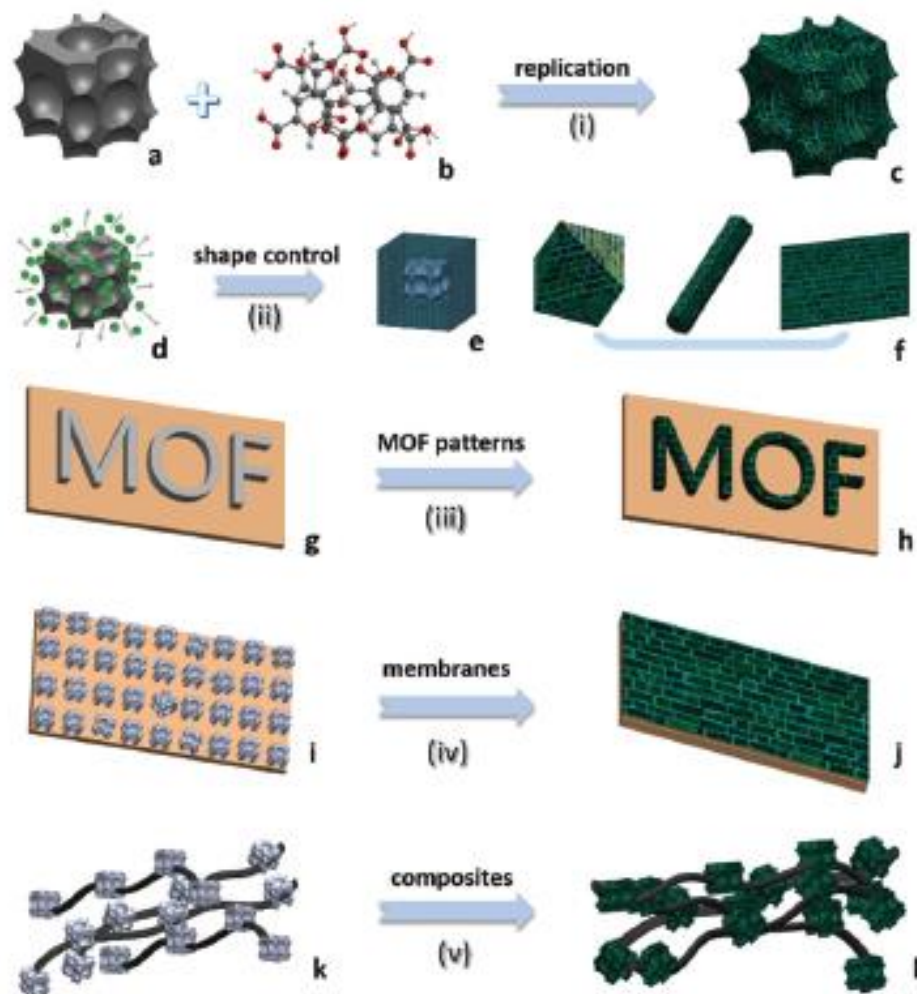 replication
a
b
(i)
c
shape control
(ii)
d
e
f
MOF
MOF patterns
(iii)
MOF
g
h
membranes
(iv)
i
j
composites
(v)
k
l